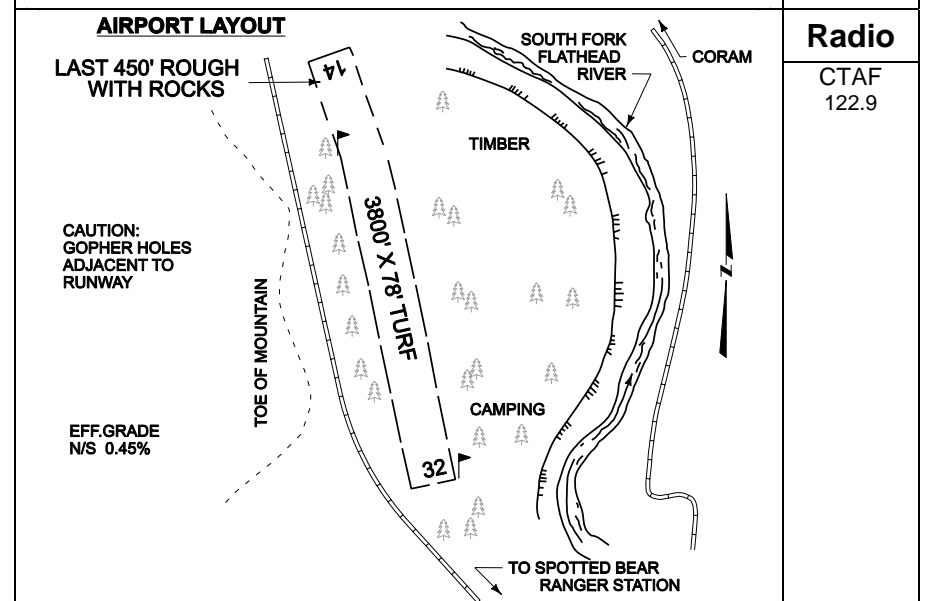 AIRPORT LAYOUT
LAST 450' ROUGH
WITH ROCKS
14
SOUTH FORK
FLATHEAD
RIVER
CORAM
Radio
CTAF
122.9
TIMBER
CAUTION:
GOPHER HOLES
ADJACENT TO
RUNWAY
3800' X 78' TURF
N
TOE OF MOUNTAIN
CAMPING
EFF.GRADE
N/S 0.45%
32
TO SPOTTED BEAR
RANGER STATION